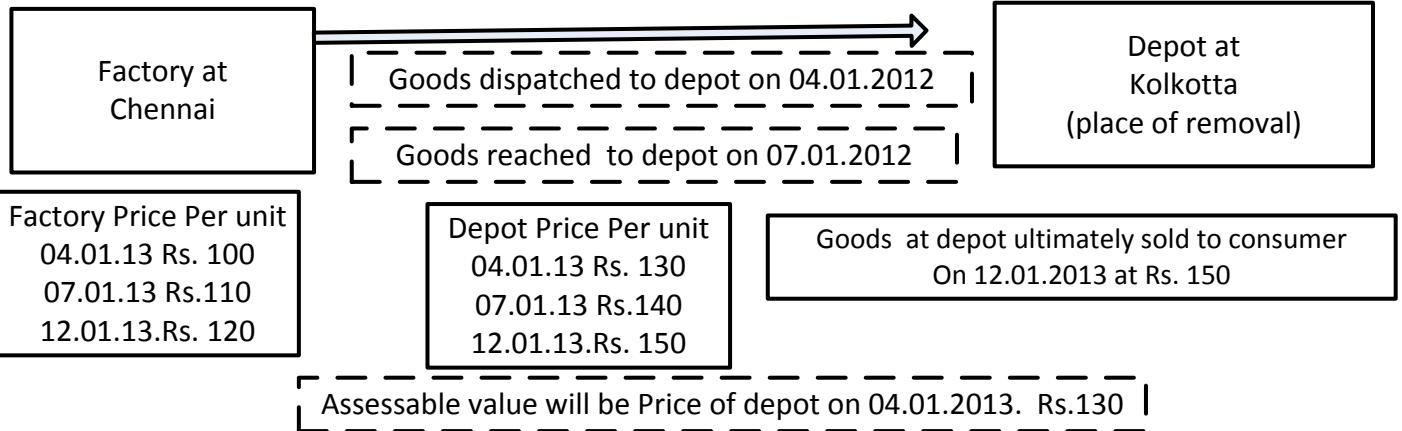 Factory at
Chennai
Goods dispatched to depot on 04.01.2012
Goods reached to depot on 07.01.2012
Depot at
Kolkotta
(place of removal)
Factory Price Per unit
04.01.13 Rs. 100
07.01.13 Rs.110
12.01.13.Rs. 120
Depot Price Per unit
04.01.13 Rs. 130
07.01.13 Rs.140
12.01.13.Rs. 150
Goods at depot ultimately sold to consumer
On 12.01.2013 at Rs. 150
Assessable value will be Price of depot on 04.01.2013. Rs.130